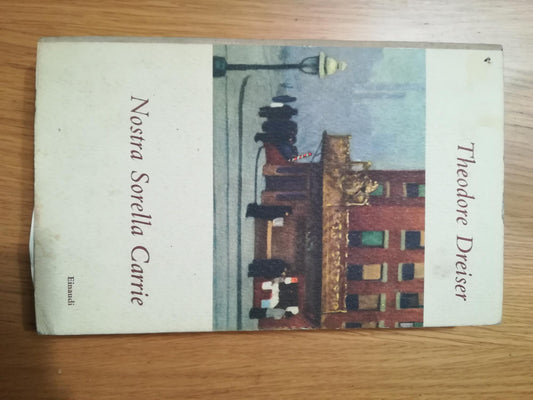 Theodore Dreiser
Nostra Sorella Carrie
Einaudi